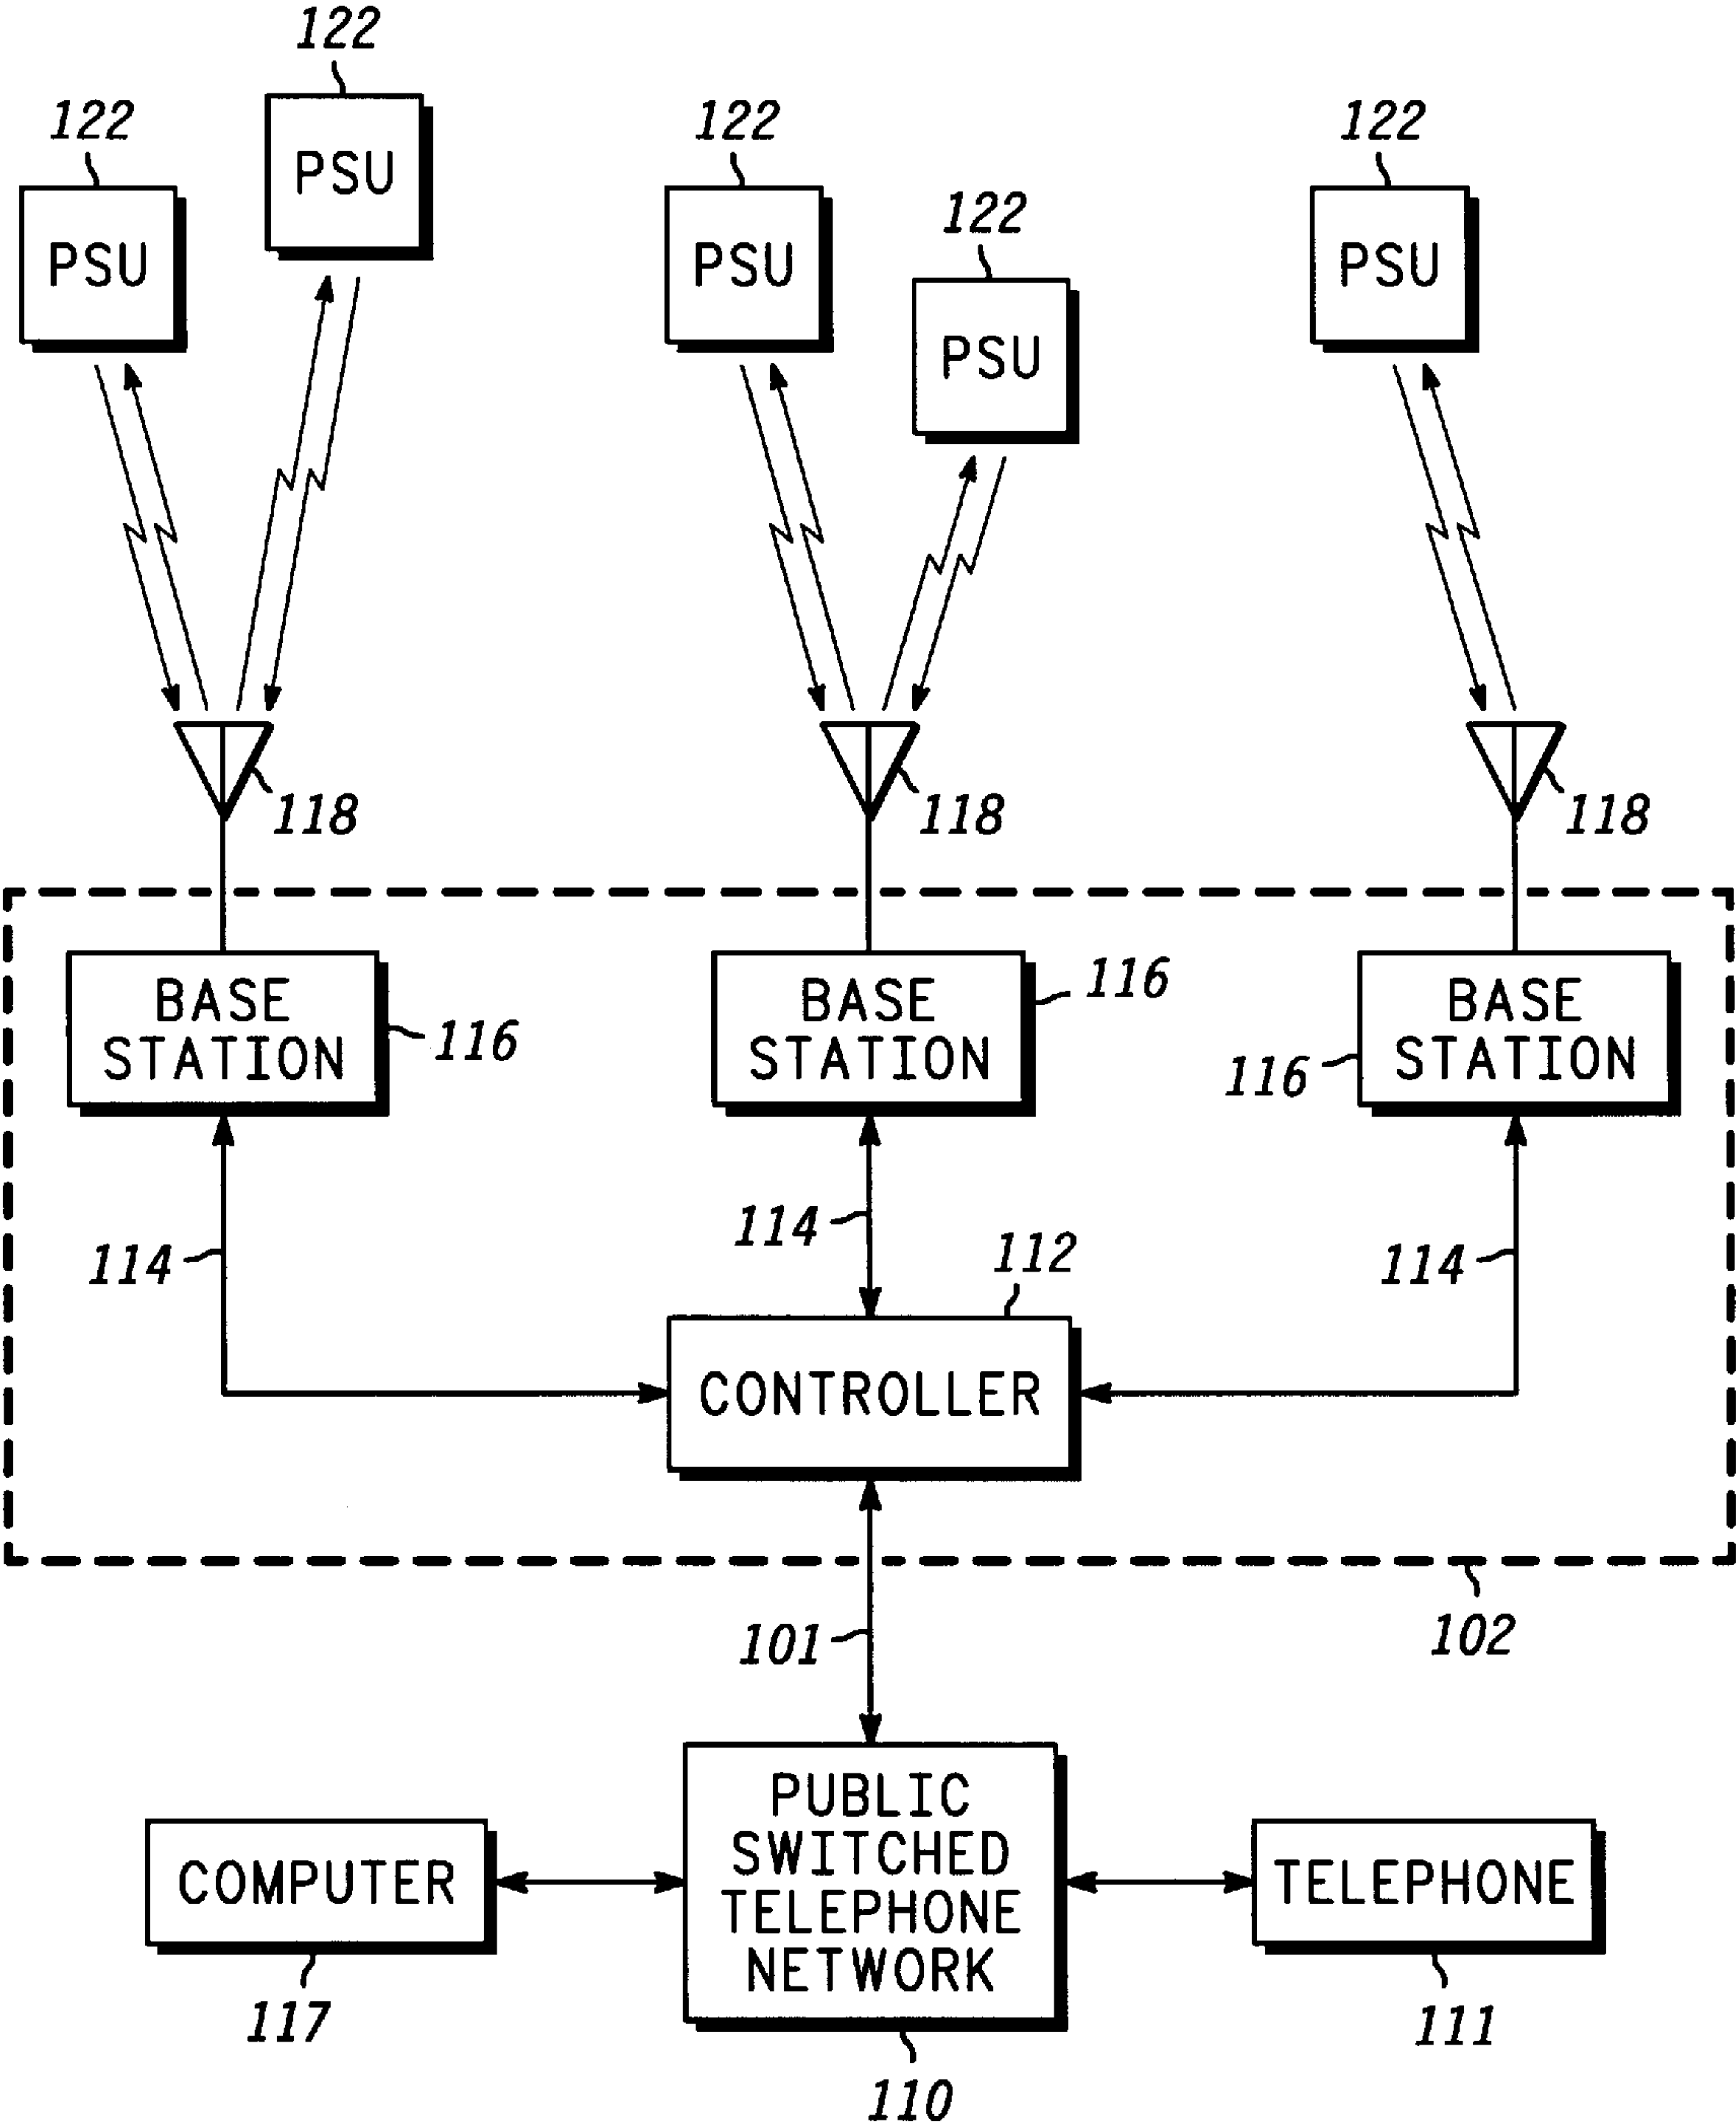 122
122
122
122
122
PSU
PSU
PSU
PSU
PSU
118
118
118
BASE
STATION
BASE
STATION
BASE
STATION
116
116
116
114
114
114
112
CONTROLLER
101
102
PUBLIC
SWITCHED
TELEPHONE
NETWORK
COMPUTER
TELEPHONE
117
111
110